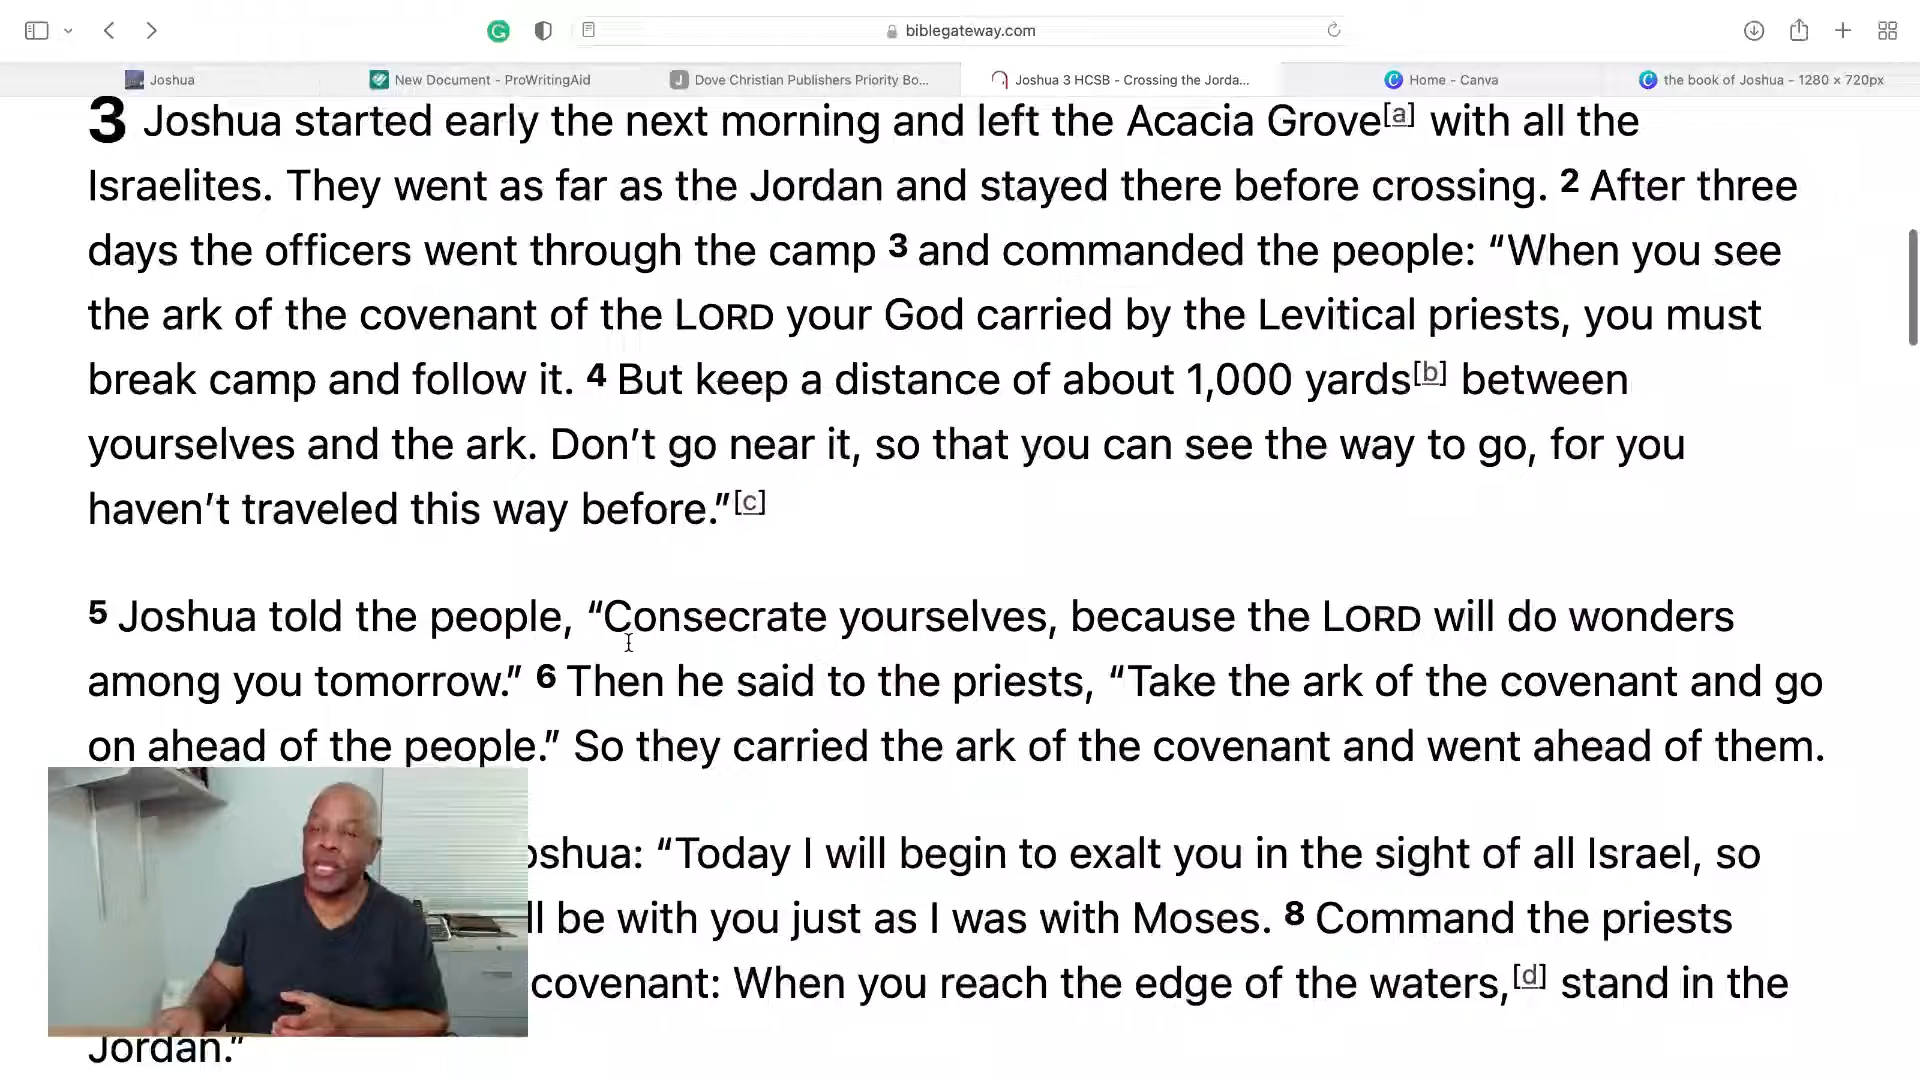 biblegateway.com
Joshua
New Document - ProWritingAid
Dove Christian Publishers Priority Bo...
Joshua 3 HCSB - Crossing the Jorda...
Home - Canva
the book of Joshua - 1280 × 720px
3 Joshua started early the next morning and left the Acacia Grove[a] with all the
Israelites. They went as far as the Jordan and stayed there before crossing. 2 After three
days the officers went through the camp 3 and commanded the people: “When you see
the ark of the covenant of the LORD your God carried by the Levitical priests, you must
break camp and follow it. 4 But keep a distance of about 1,000 yards[b] between
yourselves and the ark. Don’t go near it, so that you can see the way to go, for you
haven’t traveled this way before.”[c]
5 Joshua told the people, “Consecrate yourselves, because the LORD will do wonders
among you tomorrow.” 6 Then he said to the priests, “Take the ark of the covenant and go
on ahead of the people.” So they carried the ark of the covenant and went ahead of them.
oshua: “Today I will begin to exalt you in the sight of all Israel, so
ll be with you just as I was with Moses. 8 Command the priests
covenant: When you reach the edge of the waters,[d] stand in the
Jordan.”